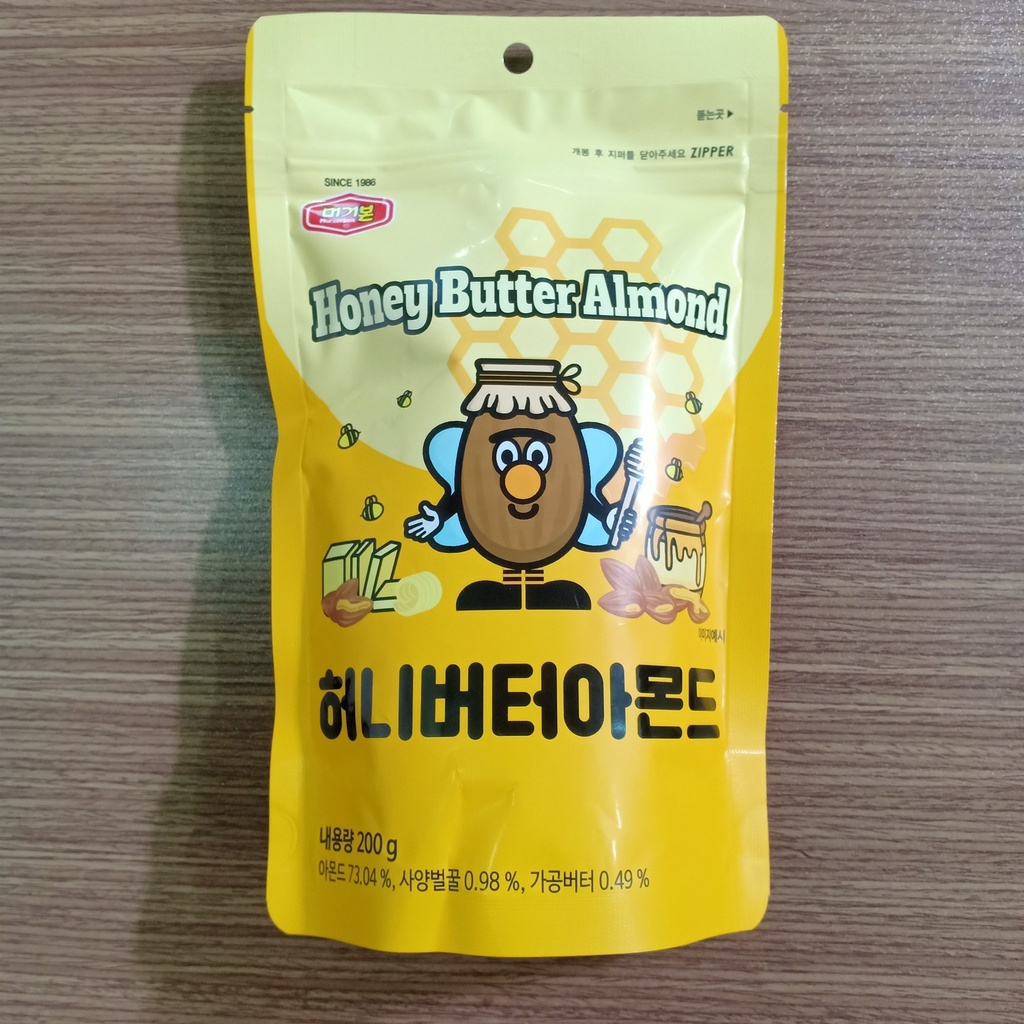 뜯는곳▶
개봉 후 지퍼를 닫아주세요 ZIPPER
SINCE 1986
머거본
Honey Butter Almond
이미지예시
허니버터아몬드
내용량 200 g
아몬드 73.04 %, 사양벌꿀 0.98 %, 가공버터 0.49 %